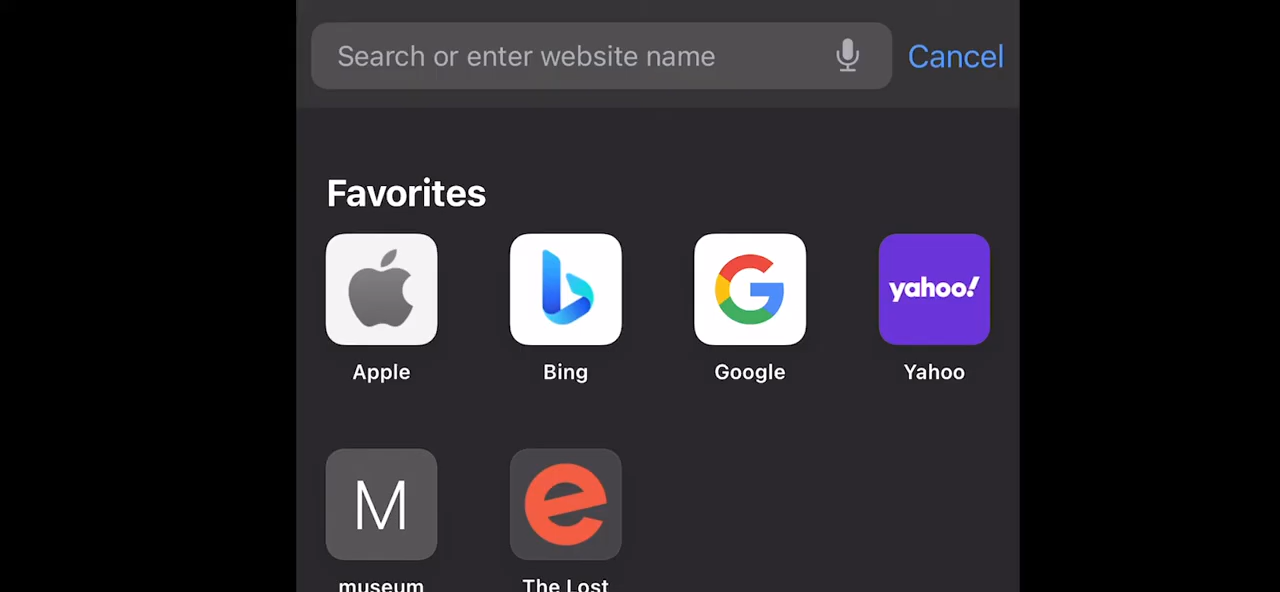 Search or enter website name Cancel
Favorites
yahoo!
Apple Bing Google Yahoo
M e
museum The Lost